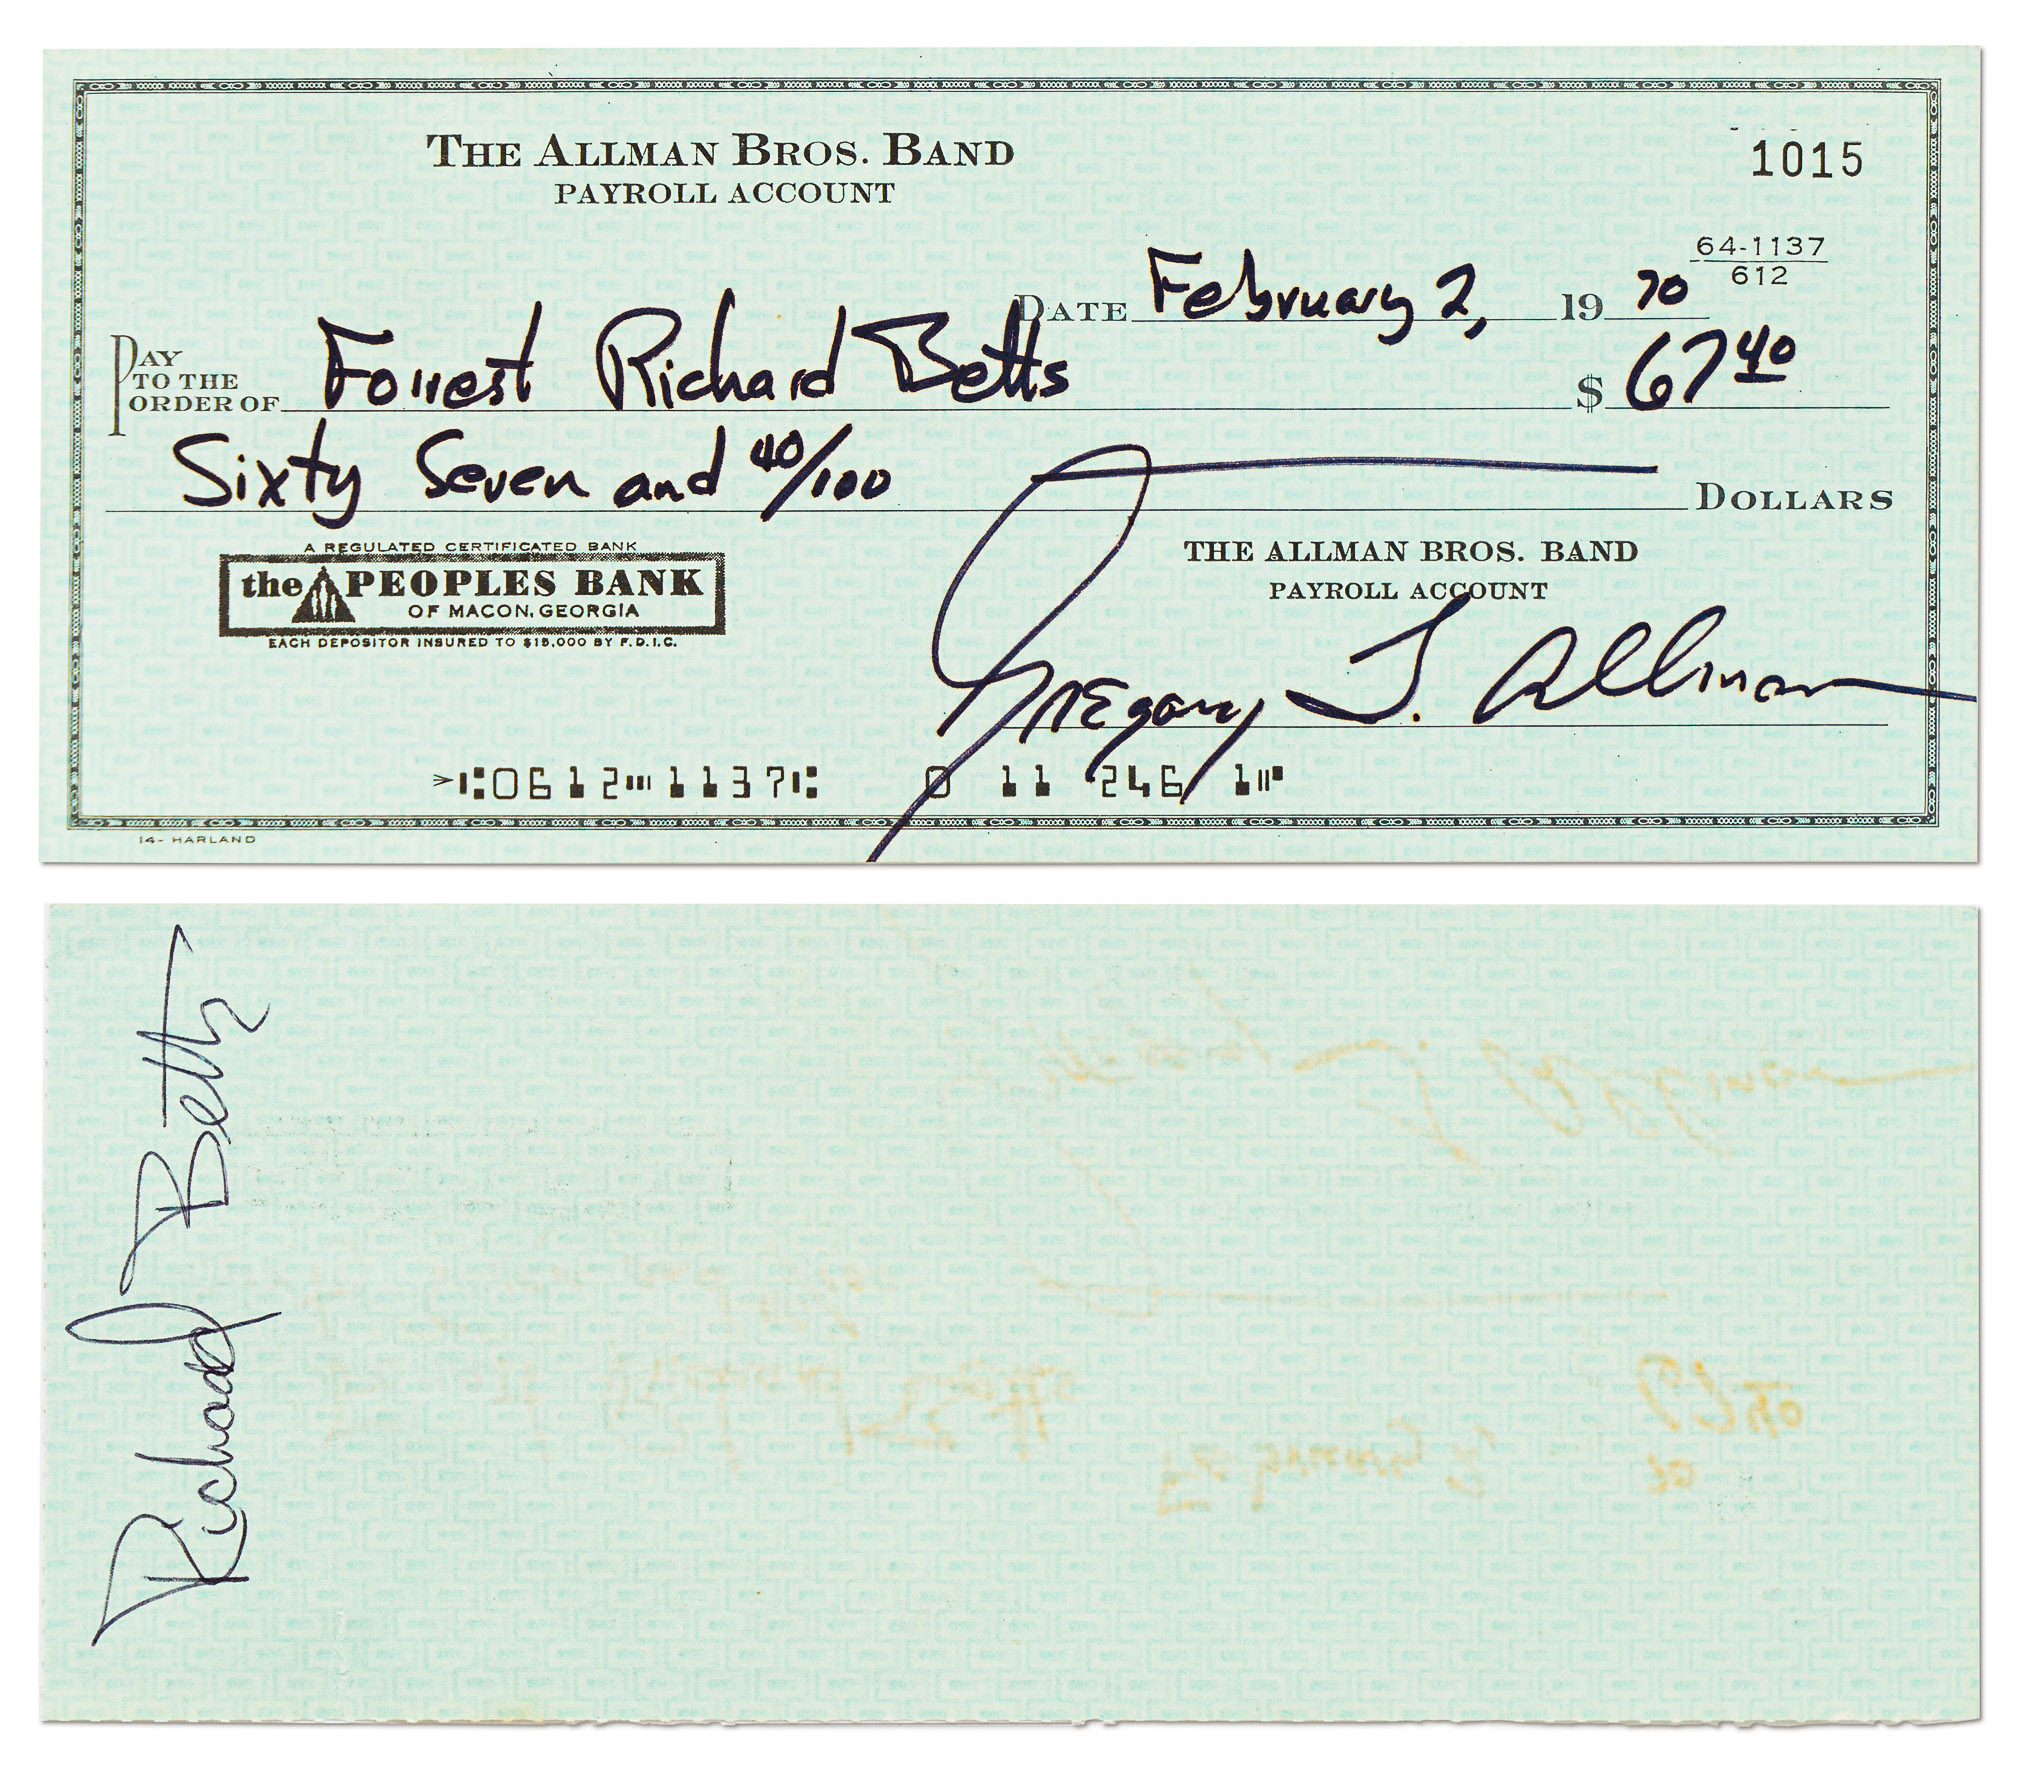 THE ALLMAN BROS. BAND
PAYROLL ACCOUNT
1015
64-1137
612
DATE February 2, 19 70
PAY TO THE ORDER OF Forrest Richard Betts $ 67 40
Sixty Seven and 40/100 DOLLARS
A REGULATED CERTIFICATED BANK
the PEOPLES BANK
OF MACON, GEORGIA
EACH DEPOSITOR INSURED TO $15,000 BY F.D.I.C.
THE ALLMAN BROS. BAND
PAYROLL ACCOUNT
Gregory L. Allman
⑆0612⑉1137⑆ 0 11 246 1⑈
14- HARLAND
Richard Betts